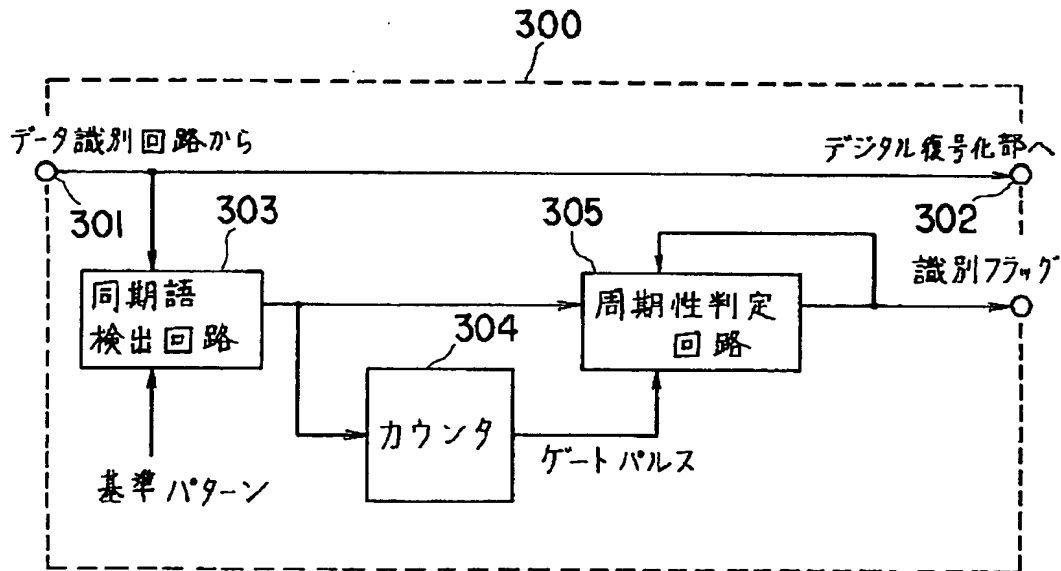 300
データ識別回路から
デジタル復号化部へ
301
303
305
302
同期語
検出回路
周期性判定
回路
識別フラッグ
304
カウンタ
ゲートパルス
基準パターン